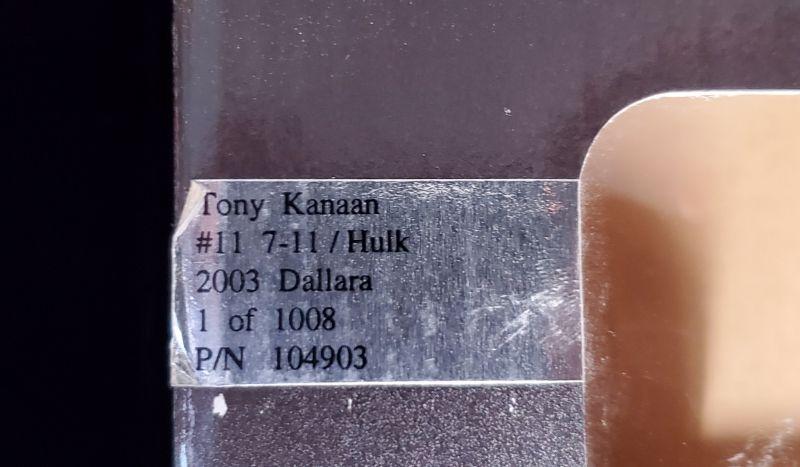 Tony Kanaan
#11 7-11 / Hulk
2003 Dallara
1 of 1008
P/N 104903